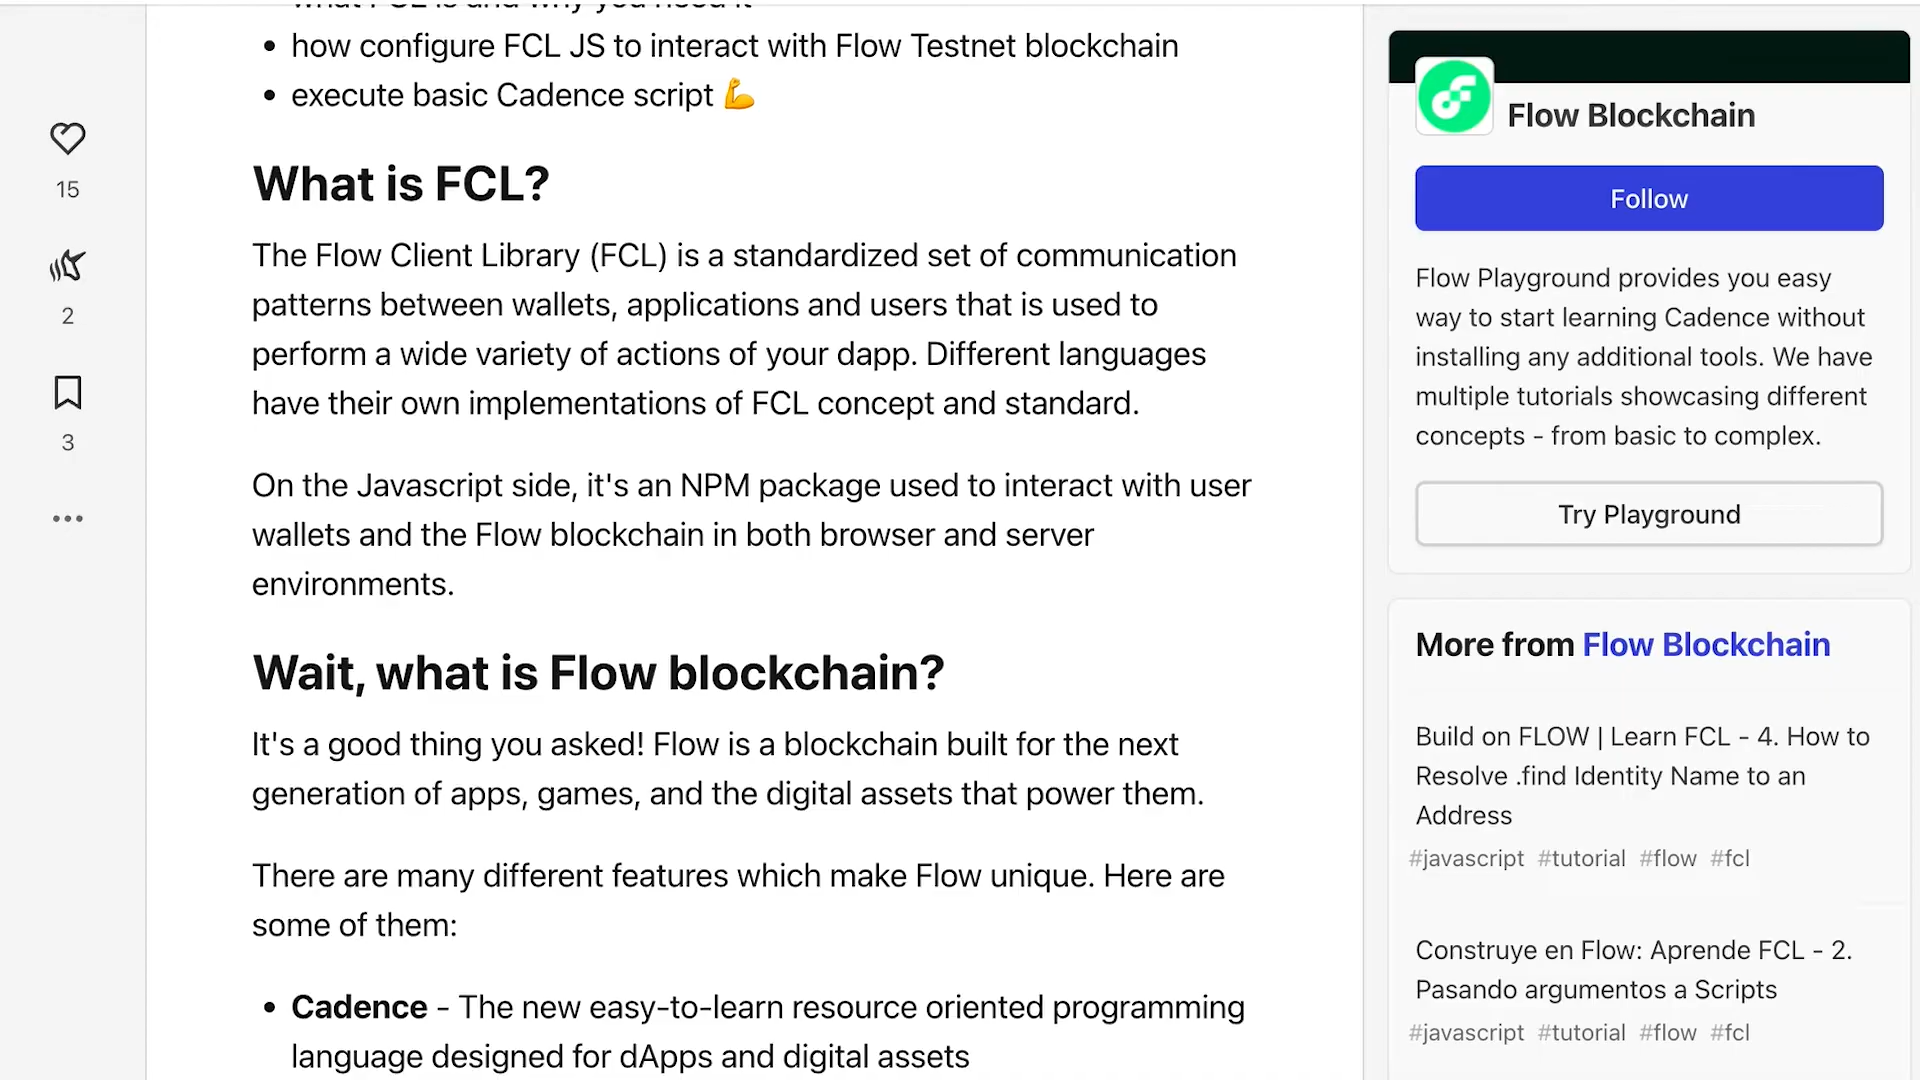 what FCL is and why you need it
• how configure FCL JS to interact with Flow Testnet blockchain
• execute basic Cadence script 💪
What is FCL?
The Flow Client Library (FCL) is a standardized set of communication
patterns between wallets, applications and users that is used to
perform a wide variety of actions of your dapp. Different languages
have their own implementations of FCL concept and standard.
On the Javascript side, it's an NPM package used to interact with user
wallets and the Flow blockchain in both browser and server
environments.
Wait, what is Flow blockchain?
It's a good thing you asked! Flow is a blockchain built for the next
generation of apps, games, and the digital assets that power them.
There are many different features which make Flow unique. Here are
some of them:
• Cadence - The new easy-to-learn resource oriented programming
language designed for dApps and digital assets
15
2
3
Flow Blockchain
Follow
Flow Playground provides you easy
way to start learning Cadence without
installing any additional tools. We have
multiple tutorials showcasing different
concepts - from basic to complex.
Try Playground
More from Flow Blockchain
Build on FLOW | Learn FCL - 4. How to
Resolve .find Identity Name to an
Address
#javascript #tutorial #flow #fcl
Construye en Flow: Aprende FCL - 2.
Pasando argumentos a Scripts
#javascript #tutorial #flow #fcl